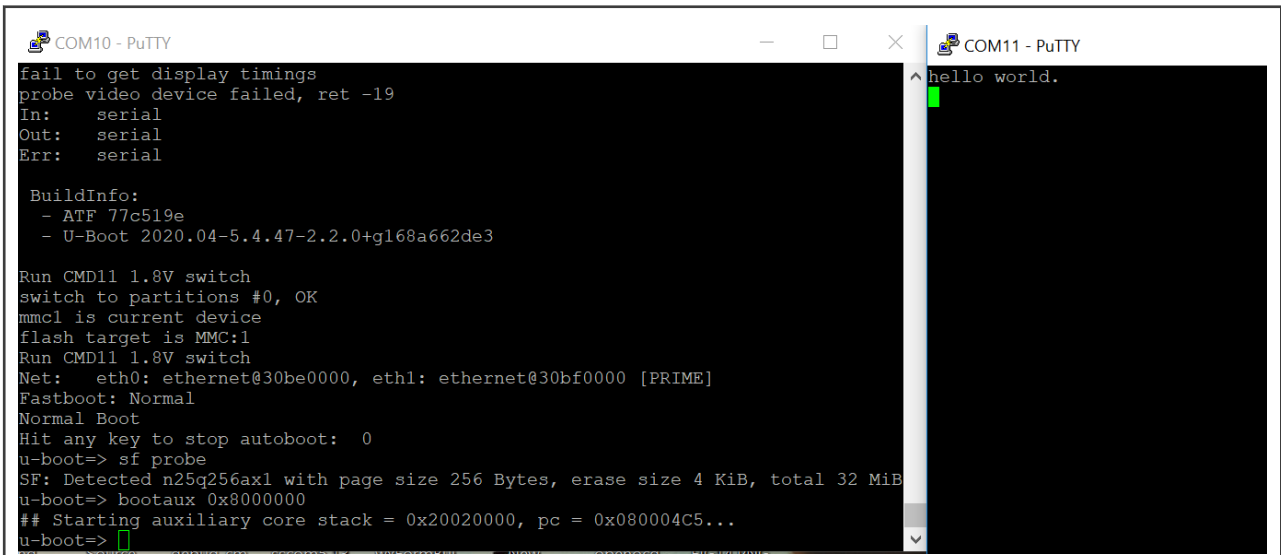 COM10 - PuTTY
fail to get display timings
probe video device failed, ret -19
In:    serial
Out:   serial
Err:   serial
BuildInfo:
- ATF 77c519e
- U-Boot 2020.04-5.4.47-2.2.0+g168a662de3
Run CMD11 1.8V switch
switch to partitions #0, OK
mmc1 is current device
flash target is MMC:1
Run CMD11 1.8V switch
Net:   eth0: ethernet@30be0000, eth1: ethernet@30bf0000 [PRIME]
Fastboot: Normal
Normal Boot
Hit any key to stop autoboot:  0
u-boot=> sf probe
SF: Detected n25q256ax1 with page size 256 Bytes, erase size 4 KiB, total 32 MiB
u-boot=> bootaux 0x8000000
## Starting auxiliary core stack = 0x20020000, pc = 0x080004C5...
u-boot=>
COM11 - PuTTY
hello world.